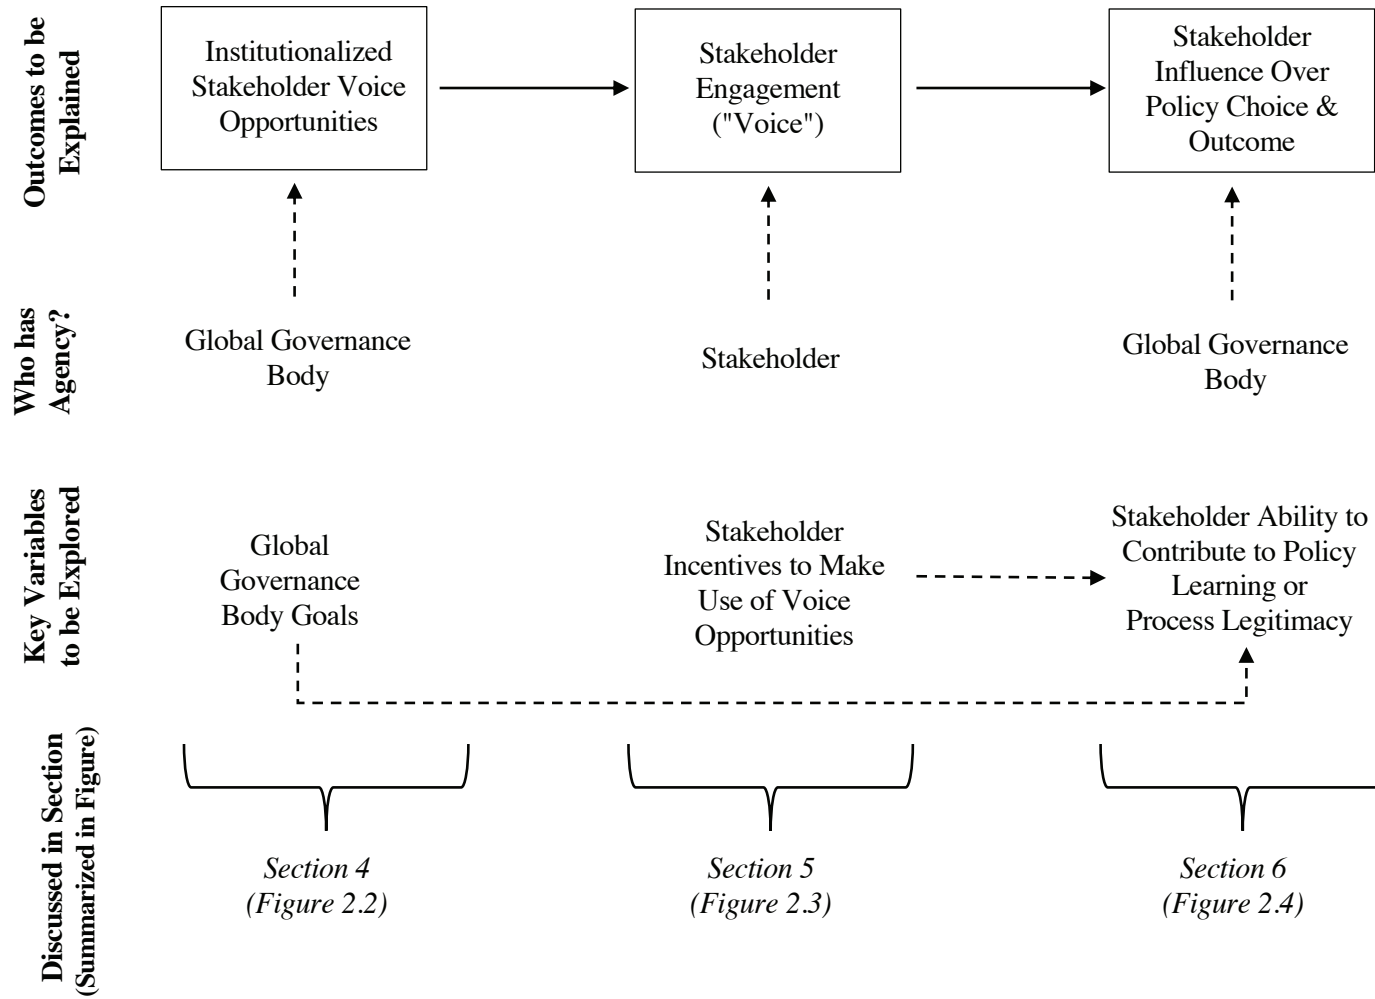 Outcomes to be
Explained
Institutionalized
Stakeholder Voice
Opportunities
Stakeholder
Engagement
("Voice")
Stakeholder
Influence Over
Policy Choice &
Outcome
Who has
Agency?
Global Governance
Body
Stakeholder
Global Governance
Body
Key Variables
to be Explored
Global
Governance
Body Goals
Stakeholder
Incentives to Make
Use of Voice
Opportunities
Stakeholder Ability to
Contribute to Policy
Learning or
Process Legitimacy
Discussed in Section
(Summarized in Figure)
Section 4
(Figure 2.2)
Section 5
(Figure 2.3)
Section 6
(Figure 2.4)